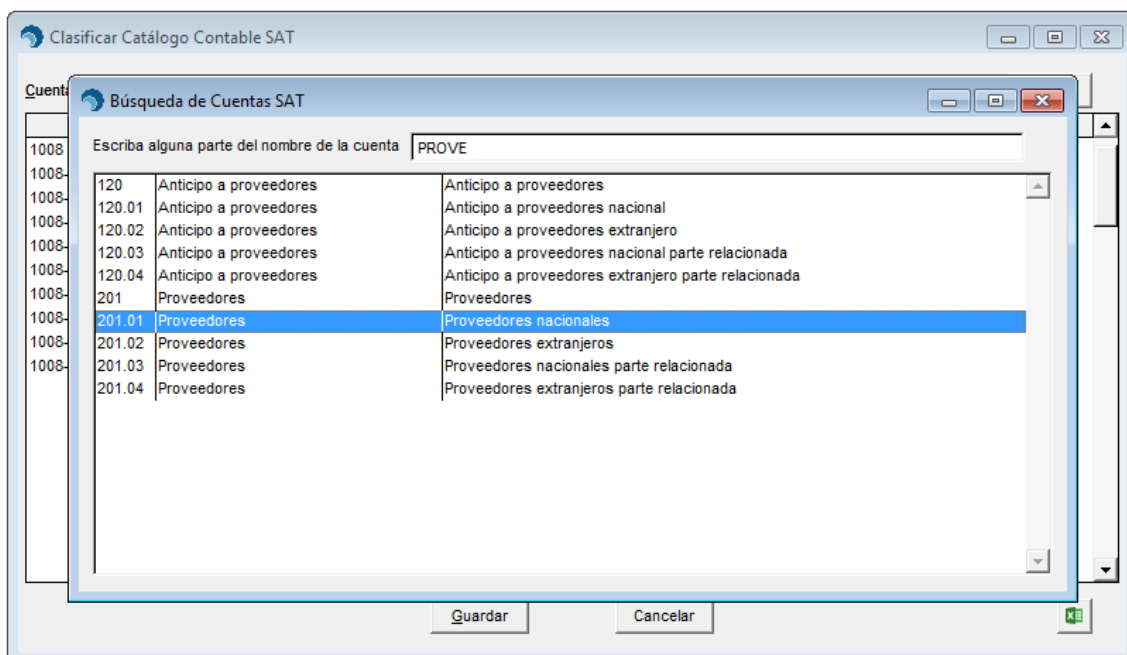 Clasificar Catálogo Contable SAT
Cuenta
Búsqueda de Cuentas SAT
Escriba alguna parte del nombre de la cuenta PROVE
1008
1008-
1008-
1008-
1008-
1008-
1008-
1008-
1008-
1008-
120 Anticipo a proveedores Anticipo a proveedores
120.01 Anticipo a proveedores Anticipo a proveedores nacional
120.02 Anticipo a proveedores Anticipo a proveedores extranjero
120.03 Anticipo a proveedores Anticipo a proveedores nacional parte relacionada
120.04 Anticipo a proveedores Anticipo a proveedores extranjero parte relacionada
201 Proveedores Proveedores
201.01 Proveedores Proveedores nacionales
201.02 Proveedores Proveedores extranjeros
201.03 Proveedores Proveedores nacionales parte relacionada
201.04 Proveedores Proveedores extranjeros parte relacionada
Guardar Cancelar